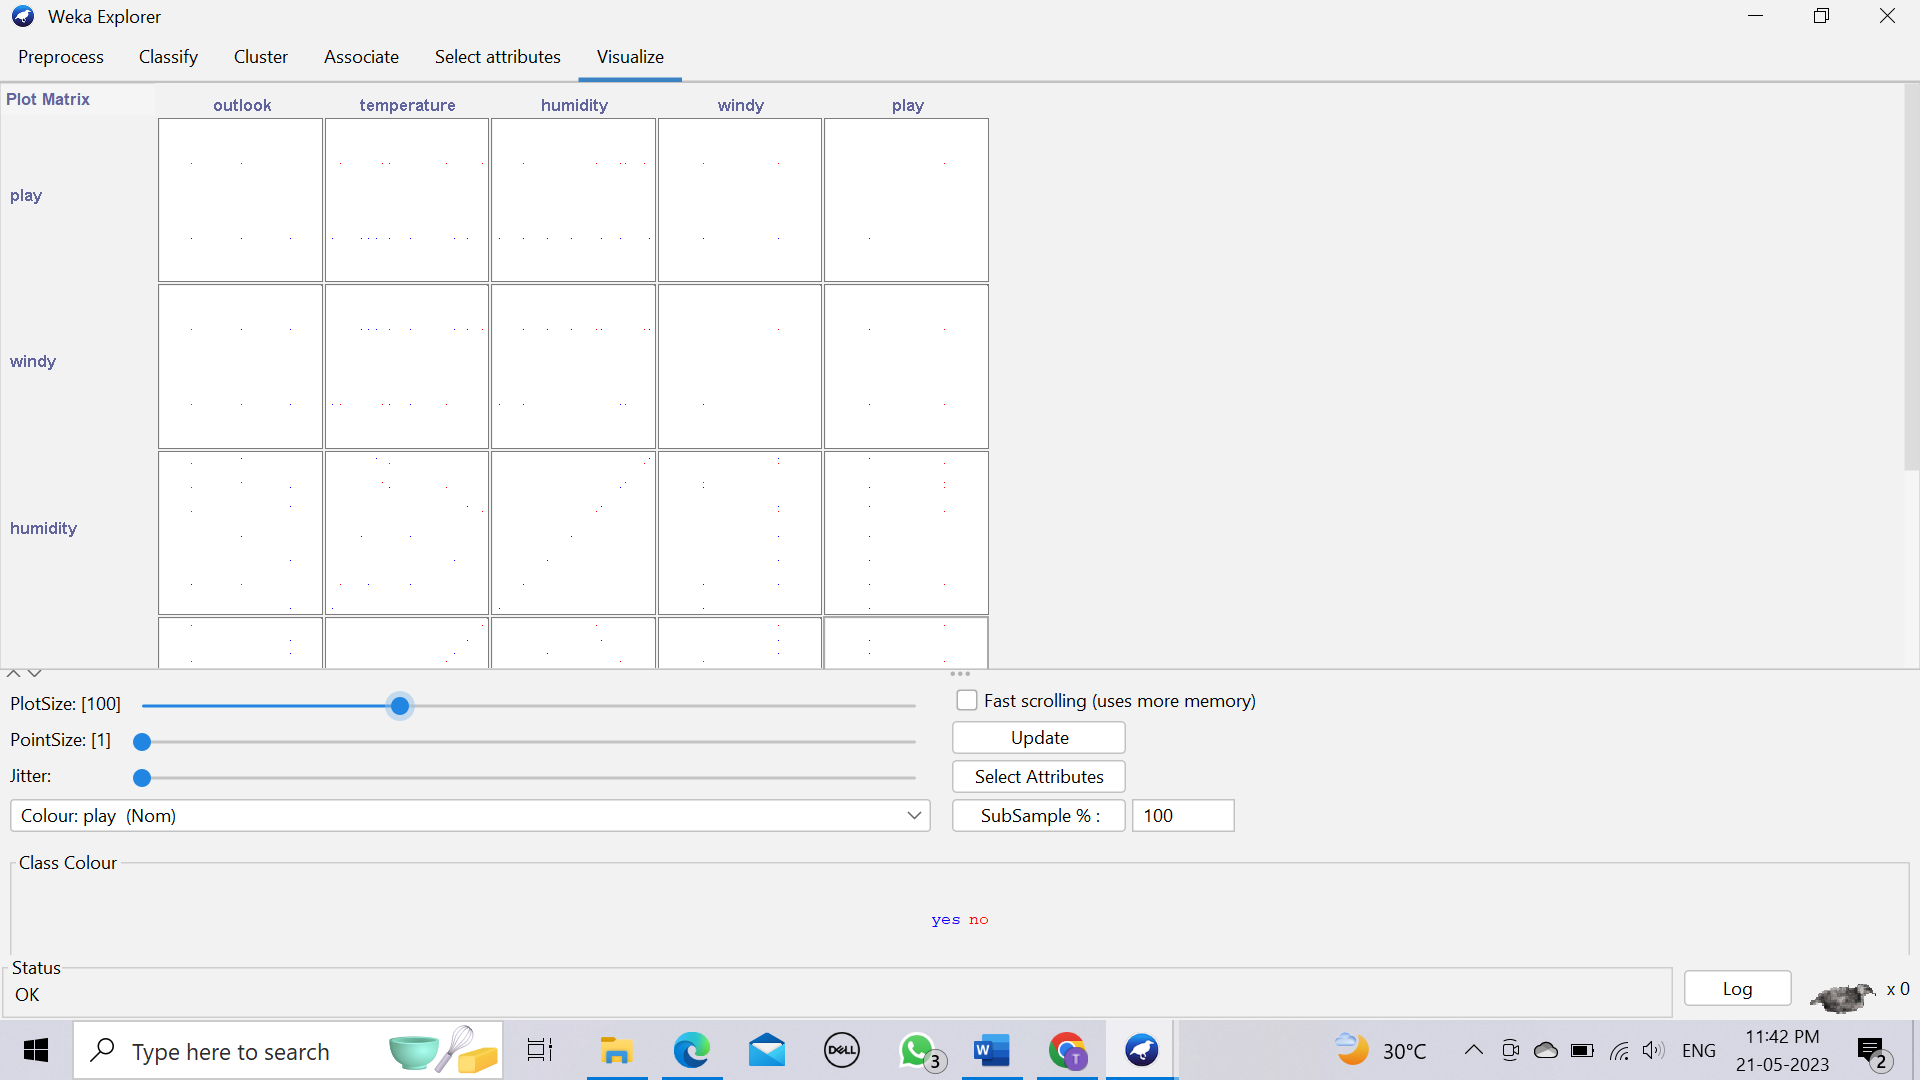 Weka Explorer
Preprocess Classify Cluster Associate Select attributes Visualize
Plot Matrix
outlook temperature humidity windy play
play
windy
humidity
PlotSize: [100]
Fast scrolling (uses more memory)
PointSize: [1]
Update
Jitter:
Select Attributes
Colour: play (Nom)
SubSample % :
100
Class Colour
yes no
Status
OK
Log
x 0
Type here to search
DELL
3
W
T
30°C
ENG
11:42 PM
21-05-2023
2